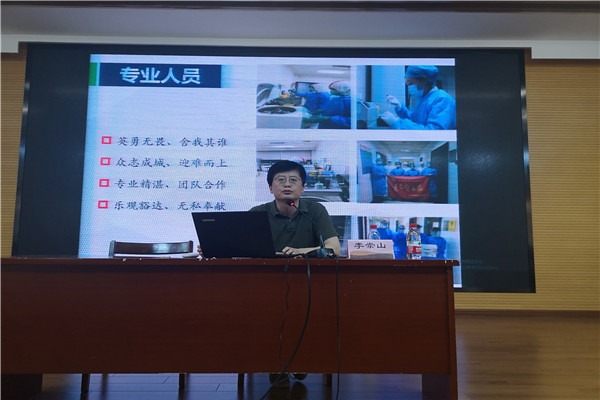 专业人员
英勇无畏、舍我其谁
众志成城、迎难而上
专业精湛、团队合作
乐观豁达、无私奉献
李崇山